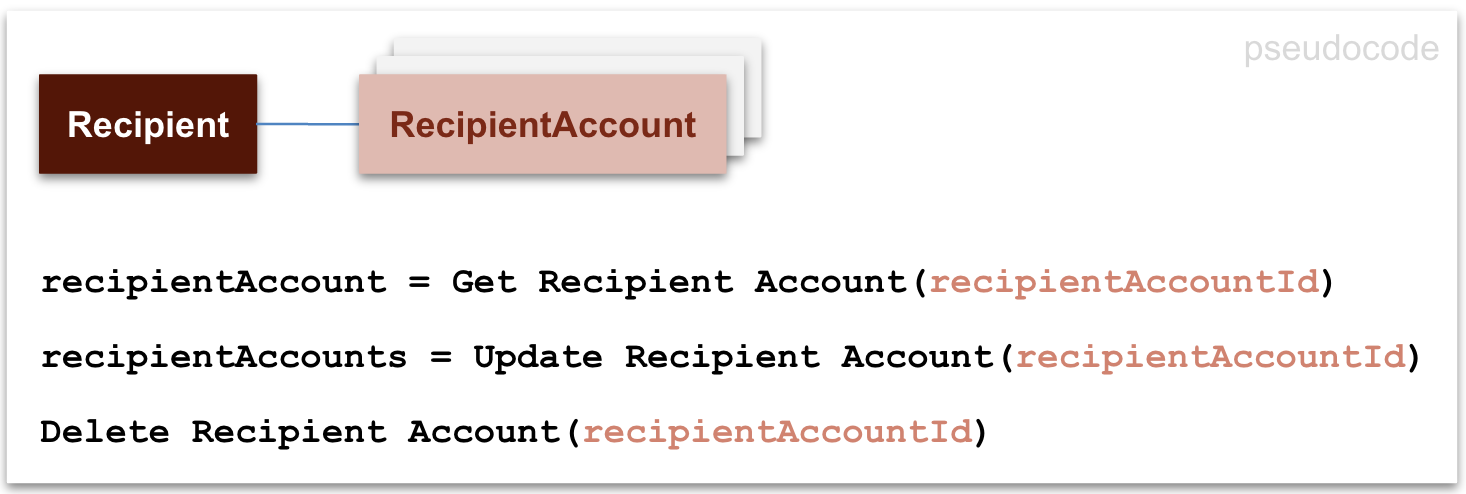 pseudocode
Recipient
RecipientAccount
recipientAccount = Get Recipient Account(recipientAccountId)
recipientAccounts = Update Recipient Account(recipientAccountId)
Delete Recipient Account(recipientAccountId)